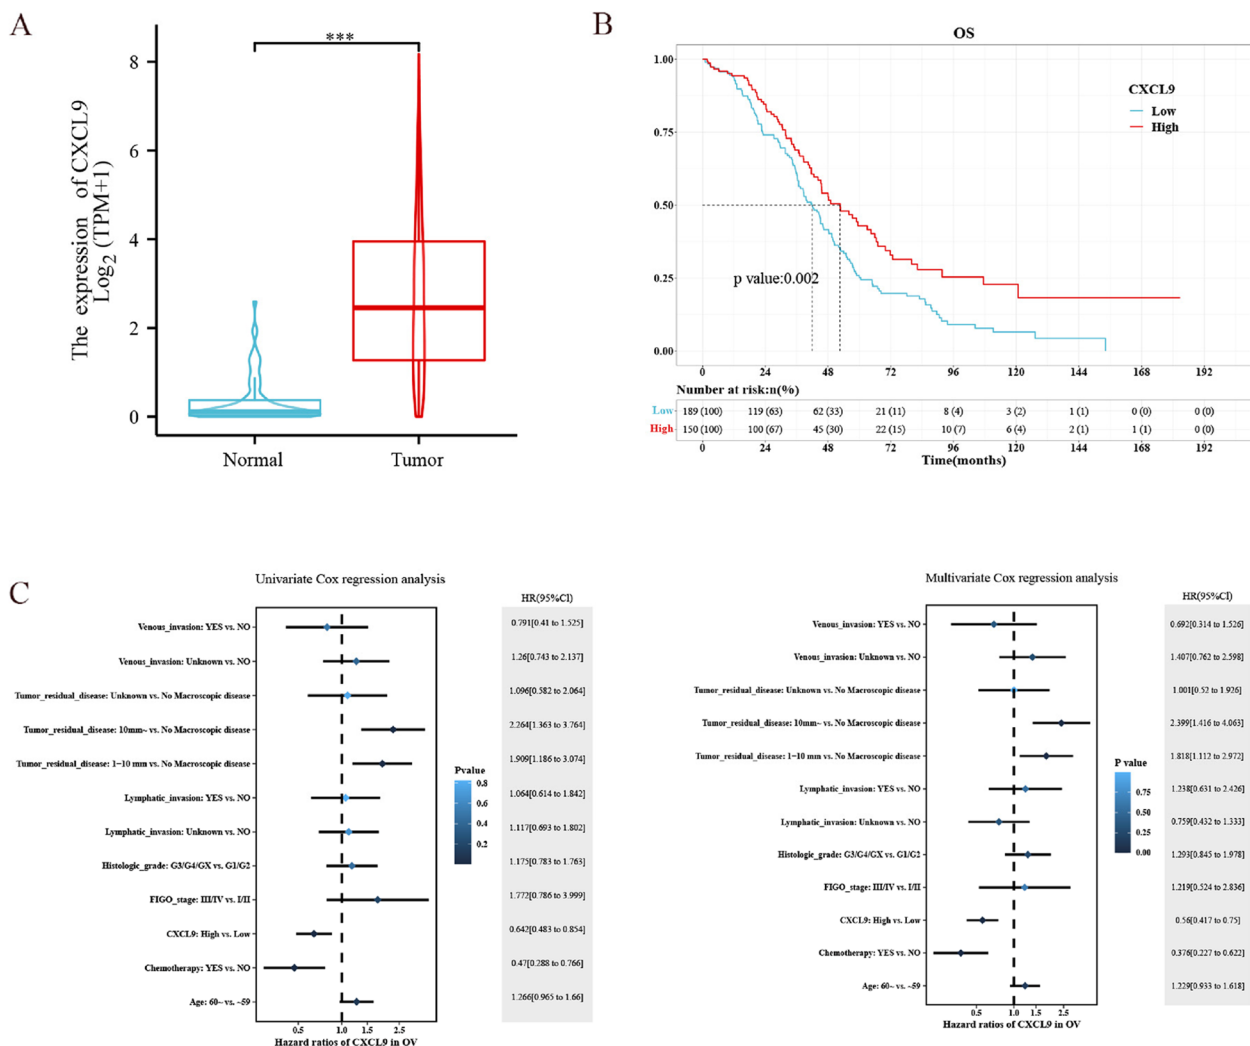 A
The expression of CXCL9
Log2 (TPM+1)
8
6
4
2
0
***
Normal
Tumor
B
OS
1.00
0.75
0.50
0.25
0.00
CXCL9
Low
High
p value:0.002
0 24 48 72 96 120 144 168 192
Number at risk:n(%)
Low 189 (100) 119 (63) 62 (33) 21 (11) 8 (4) 3 (2) 1 (1) 0 (0) 0 (0)
High 150 (100) 100 (67) 45 (30) 22 (15) 10 (7) 6 (4) 2 (1) 1 (1) 0 (0)
0 24 48 72 96 120 144 168 192
Time(months)
C
Univariate Cox regression analysis
HR(95%CI)
Venous_invasion: YES vs. NO 0.791[0.41 to 1.525]
Venous_invasion: Unknown vs. NO 1.26[0.743 to 2.137]
Tumor_residual_disease: Unknown vs. No Macroscopic disease 1.096[0.582 to 2.064]
Tumor_residual_disease: 10mm~ vs. No Macroscopic disease 2.264[1.363 to 3.764]
Tumor_residual_disease: 1−10 mm vs. No Macroscopic disease 1.909[1.186 to 3.074]
Lymphatic_invasion: YES vs. NO 1.064[0.614 to 1.842]
Lymphatic_invasion: Unknown vs. NO 1.117[0.693 to 1.802]
Histologic_grade: G3/G4/GX vs. G1/G2 1.175[0.783 to 1.763]
FIGO_stage: III/IV vs. I/II 1.772[0.786 to 3.999]
CXCL9: High vs. Low 0.642[0.483 to 0.854]
Chemotherapy: YES vs. NO 0.47[0.288 to 0.766]
Age: 60~ vs. ~59 1.266[0.965 to 1.66]
0.5 1.0 1.5 2.5
Hazard ratios of CXCL9 in OV
Pvalue
0.8
0.6
0.4
0.2
Multivariate Cox regression analysis
HR(95%CI)
Venous_invasion: YES vs. NO 0.692[0.314 to 1.526]
Venous_invasion: Unknown vs. NO 1.407[0.762 to 2.598]
Tumor_residual_disease: Unknown vs. No Macroscopic disease 1.001[0.52 to 1.926]
Tumor_residual_disease: 10mm~ vs. No Macroscopic disease 2.399[1.416 to 4.063]
Tumor_residual_disease: 1−10 mm vs. No Macroscopic disease 1.818[1.112 to 2.972]
Lymphatic_invasion: YES vs. NO 1.238[0.631 to 2.426]
Lymphatic_invasion: Unknown vs. NO 0.759[0.432 to 1.333]
Histologic_grade: G3/G4/GX vs. G1/G2 1.293[0.845 to 1.978]
FIGO_stage: III/IV vs. I/II 1.219[0.524 to 2.836]
CXCL9: High vs. Low 0.56[0.417 to 0.75]
Chemotherapy: YES vs. NO 0.376[0.227 to 0.622]
Age: 60~ vs. ~59 1.229[0.933 to 1.618]
0.5 1.0 1.5 2.5
Hazard ratios of CXCL9 in OV
P value
0.75
0.50
0.25
0.00